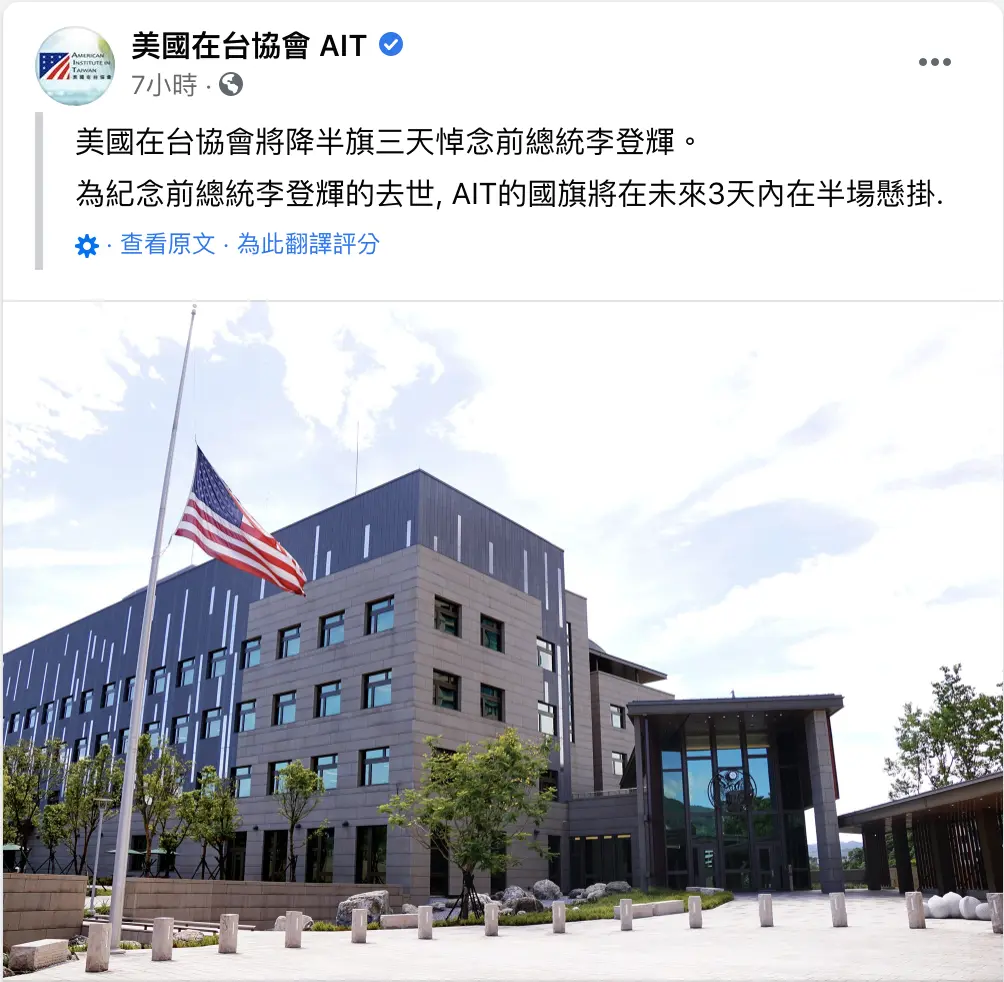 美國在台協會 AIT
AMERICAN
INSTITUTE IN
TAIWAN
美國在台協會
7小時 ·
美國在台協會將降半旗三天悼念前總統李登輝。
為紀念前總統李登輝的去世, AIT的國旗將在未來3天內在半場懸掛.
· 查看原文 · 為此翻譯評分